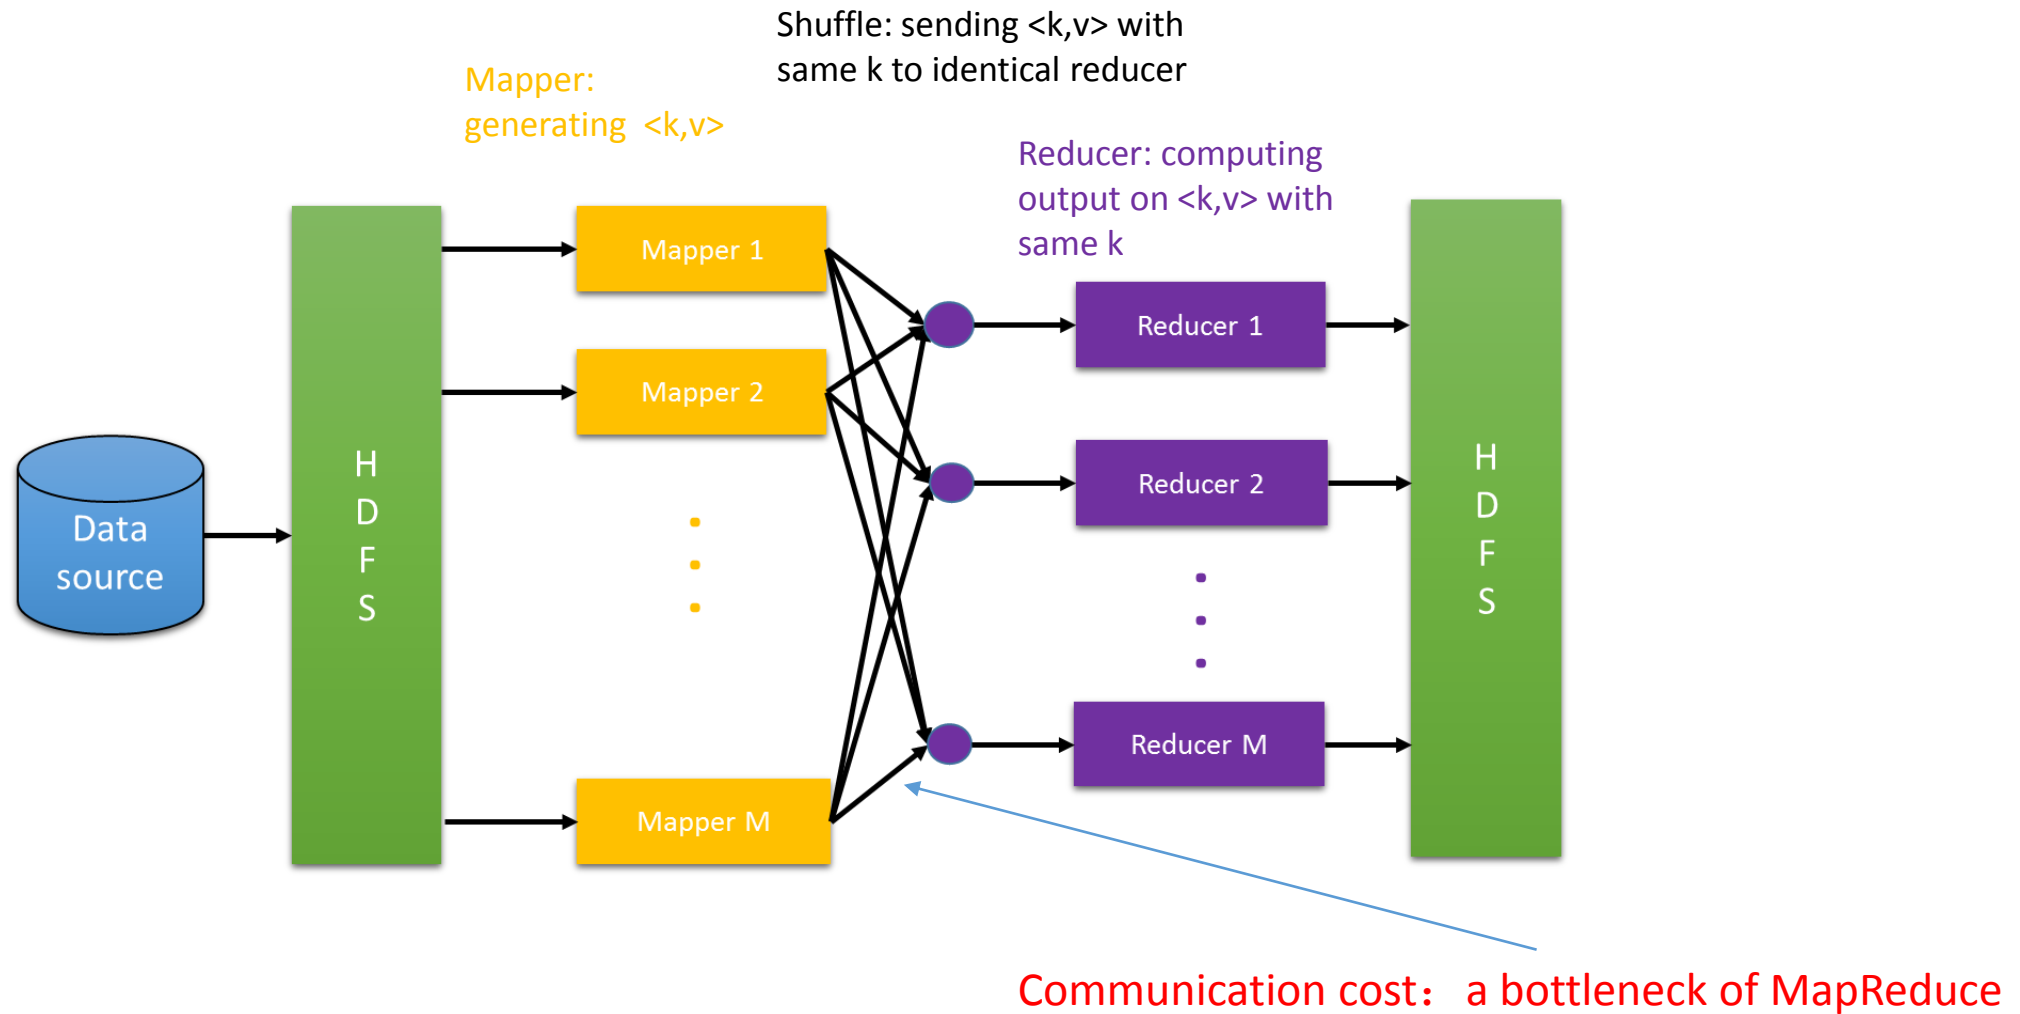 Shuffle: sending <k,v> with
same k to identical reducer
Mapper:
generating <k,v>
Reducer: computing
output on <k,v> with
same k
Data
source
H
D
F
S
Mapper 1
Mapper 2
Mapper M
Reducer 1
Reducer 2
Reducer M
H
D
F
S
Communication cost： a bottleneck of MapReduce